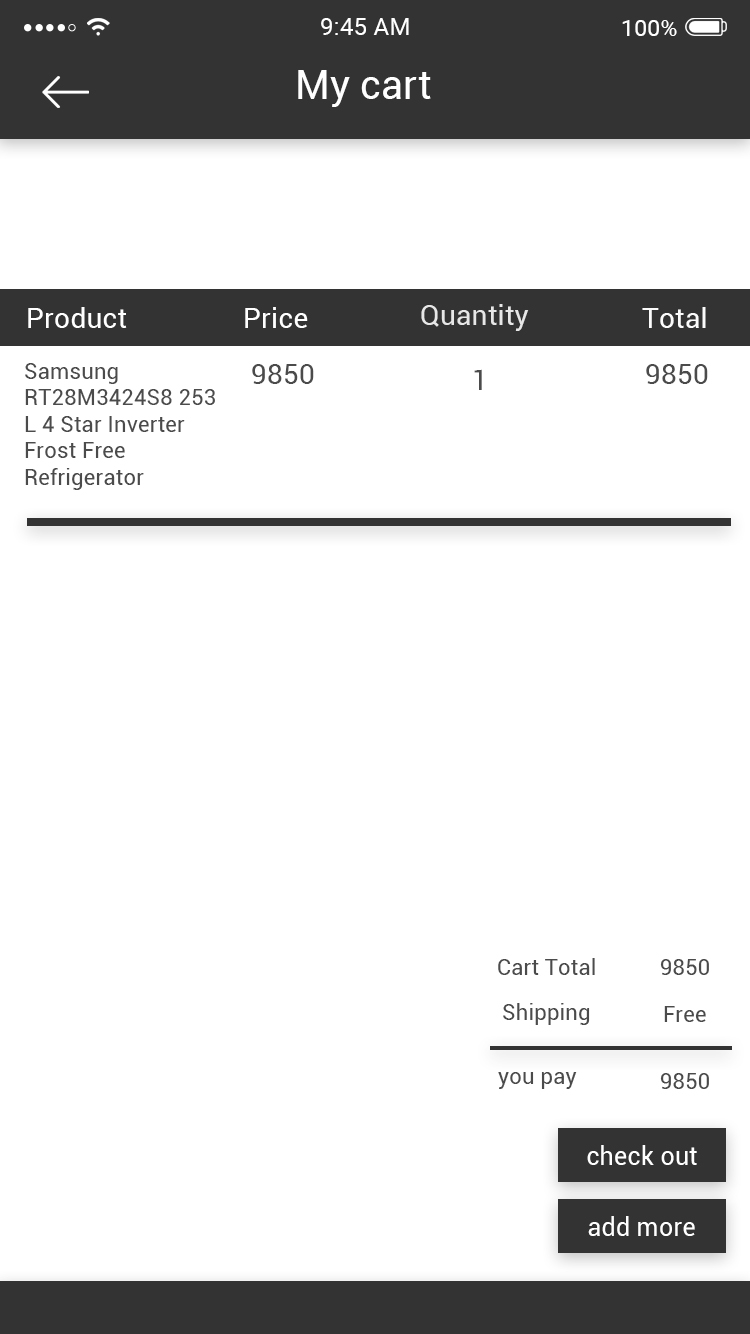 9:45 AM 100%
My cart
Product Price Quantity Total
Samsung 9850 1 9850
RT28M3424S8 253
L 4 Star Inverter
Frost Free
Refrigerator
Cart Total 9850
Shipping Free
you pay 9850
check out
add more